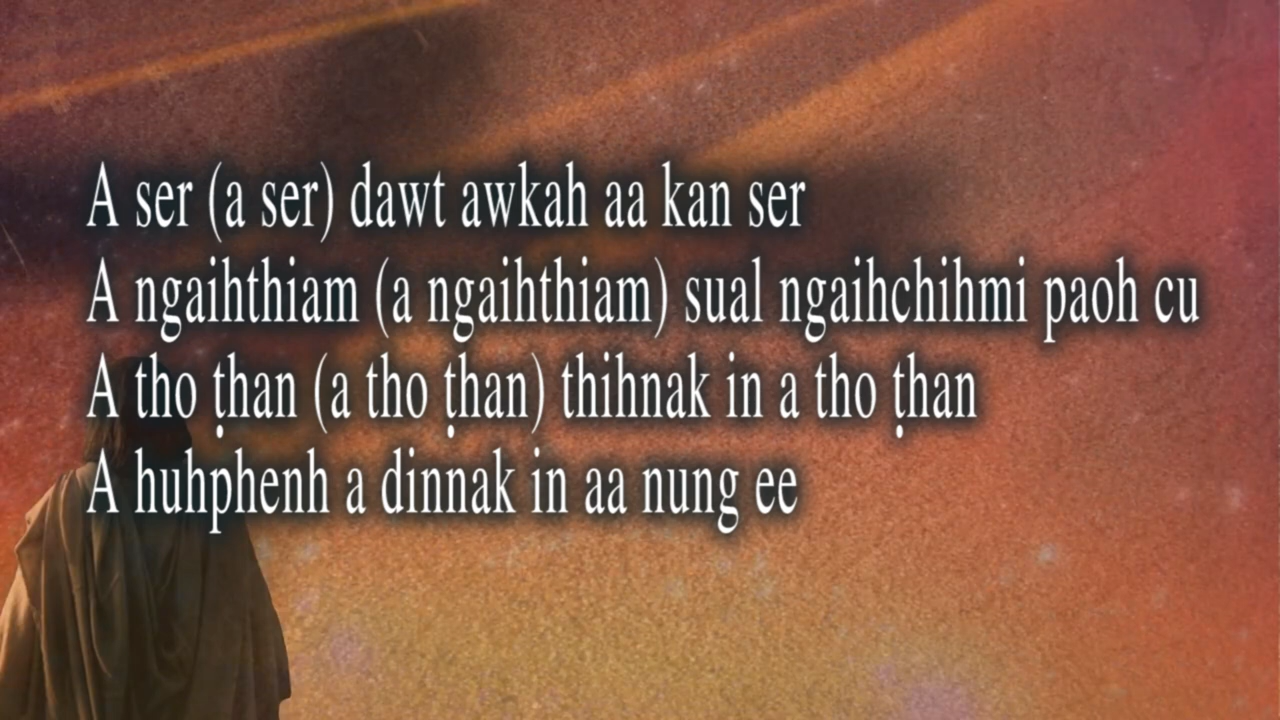 A ser (a ser) dawt awkah aa kan ser
A ngaihthiam (a ngaihthiam) sual ngaihchihmi paoh cu
A tho ṭhan (a tho ṭhan) thihnak in a tho ṭhan
A huhphenh a dinnak in aa nung ee